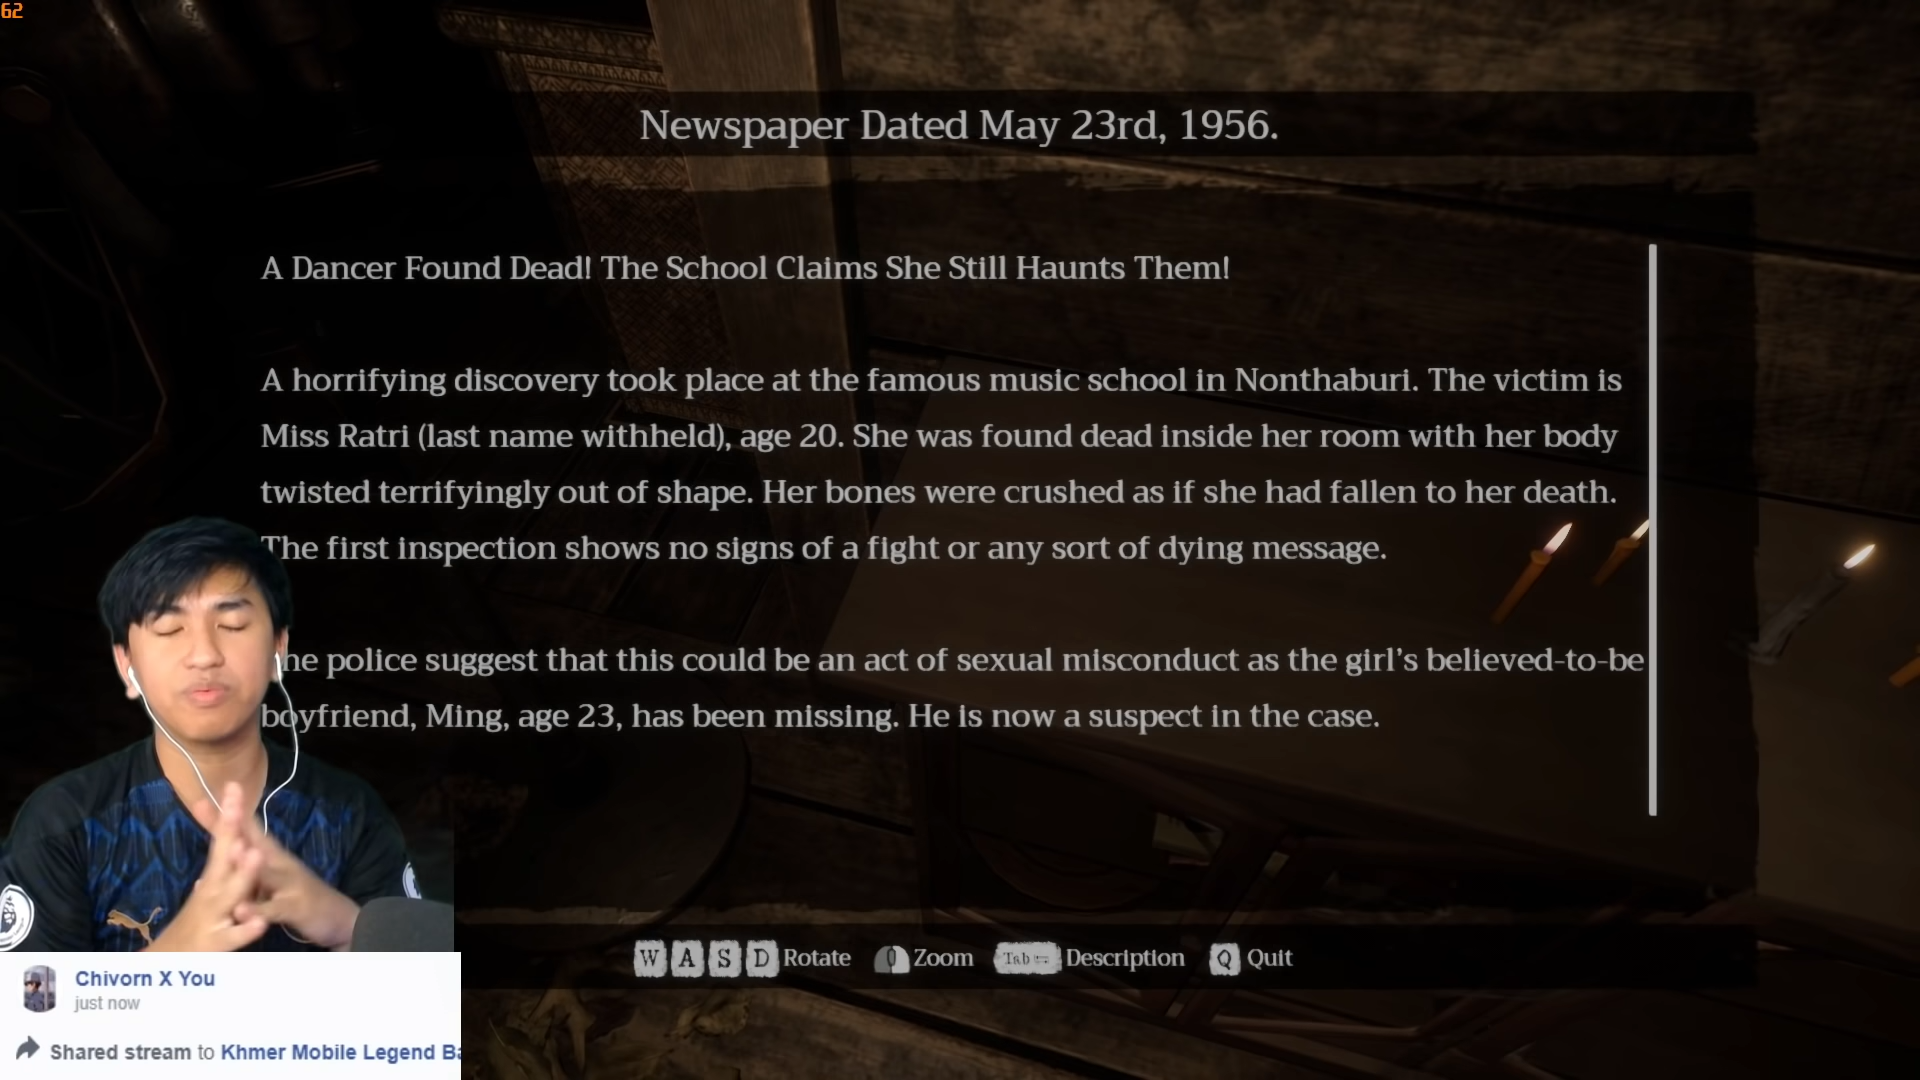 62
Newspaper Dated May 23rd, 1956.
A Dancer Found Dead! The School Claims She Still Haunts Them!
A horrifying discovery took place at the famous music school in Nonthaburi. The victim is
Miss Ratri (last name withheld), age 20. She was found dead inside her room with her body
twisted terrifyingly out of shape. Her bones were crushed as if she had fallen to her death.
The first inspection shows no signs of a fight or any sort of dying message.
he police suggest that this could be an act of sexual misconduct as the girl's believed-to-be
boyfriend, Ming, age 23, has been missing. He is now a suspect in the case.
W A S D Rotate Zoom Tab Description Q Quit
Chivorn X You
just now
Shared stream to Khmer Mobile Legend Ba